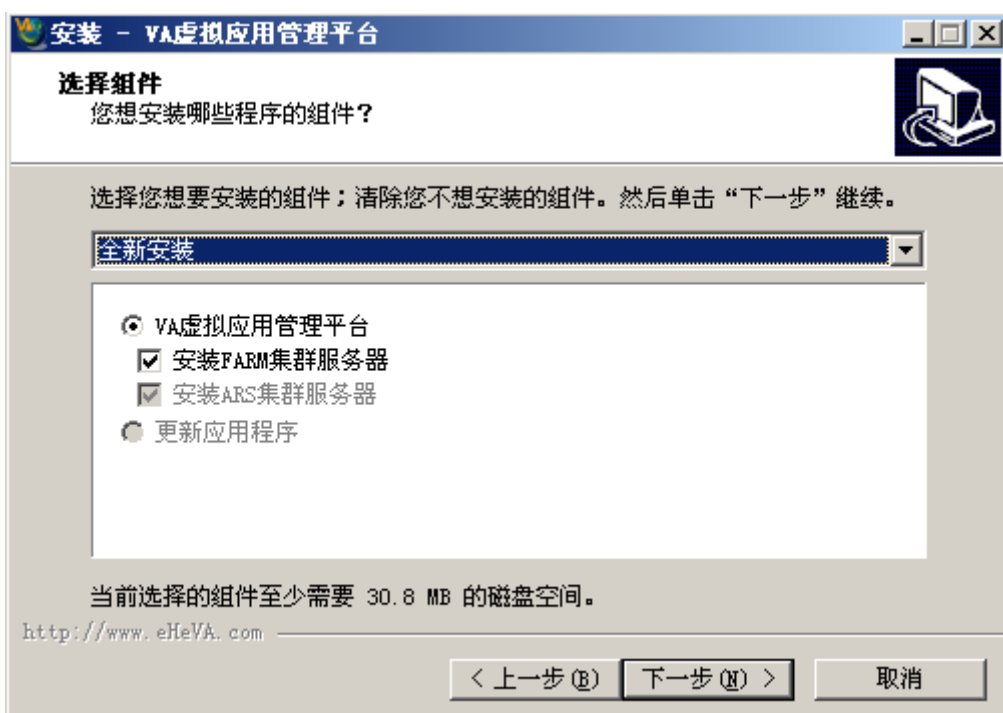 安装 - VA虚拟应用管理平台
选择组件
您想安装哪些程序的组件？
选择您想要安装的组件；清除您不想安装的组件。然后单击“下一步”继续。
全新安装
VA虚拟应用管理平台
安装FARM集群服务器
安装ARS集群服务器
更新应用程序
当前选择的组件至少需要 30.8 MB 的磁盘空间。
http://www.eHeVA.com
< 上一步(B) 下一步(N) > 取消